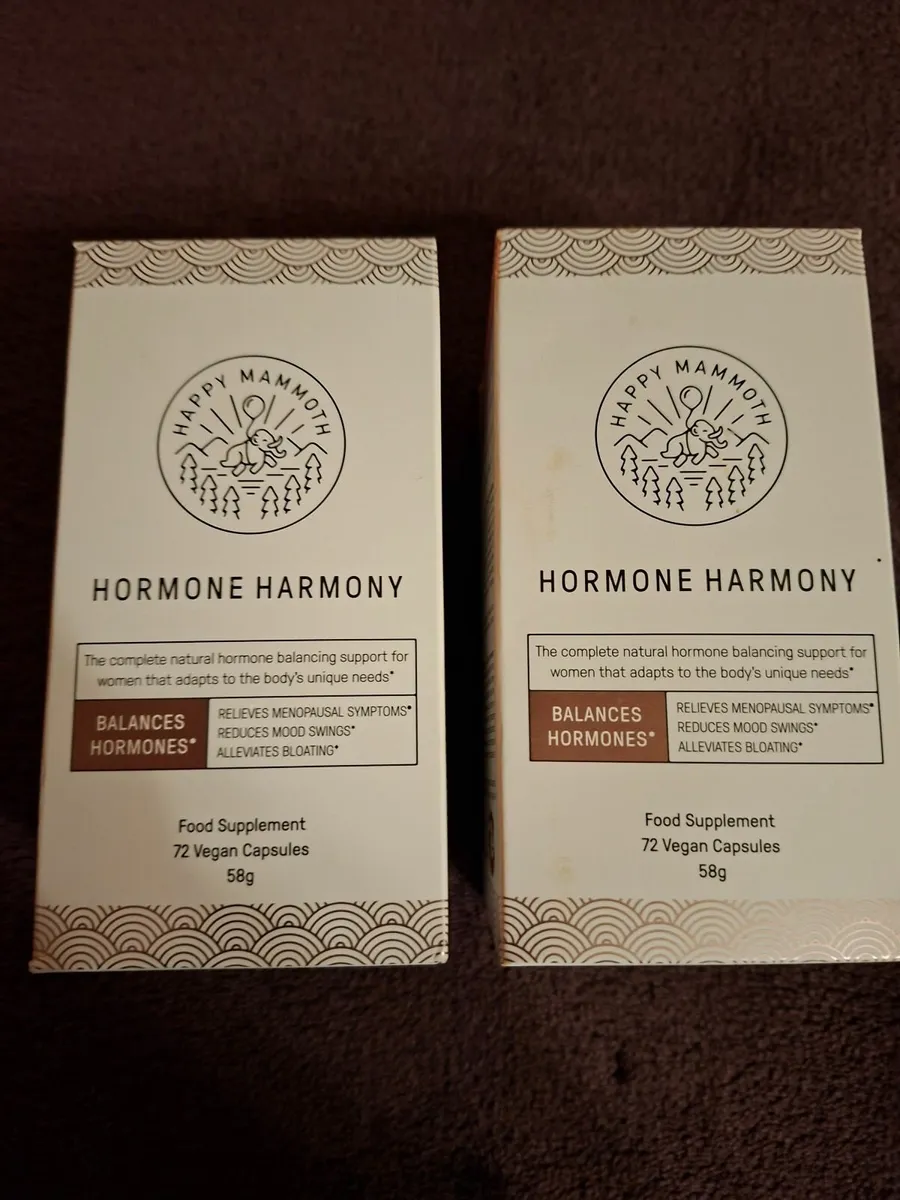 HAPPY MAMMOTH
HORMONE HARMONY
The complete natural hormone balancing support for
women that adapts to the body's unique needs*
BALANCES
HORMONES*
RELIEVES MENOPAUSAL SYMPTOMS*
REDUCES MOOD SWINGS*
ALLEVIATES BLOATING*
Food Supplement
72 Vegan Capsules
58g
HAPPY MAMMOTH
HORMONE HARMONY
The complete natural hormone balancing support for
women that adapts to the body's unique needs*
BALANCES
HORMONES*
RELIEVES MENOPAUSAL SYMPTOMS*
REDUCES MOOD SWINGS*
ALLEVIATES BLOATING*
Food Supplement
72 Vegan Capsules
58g